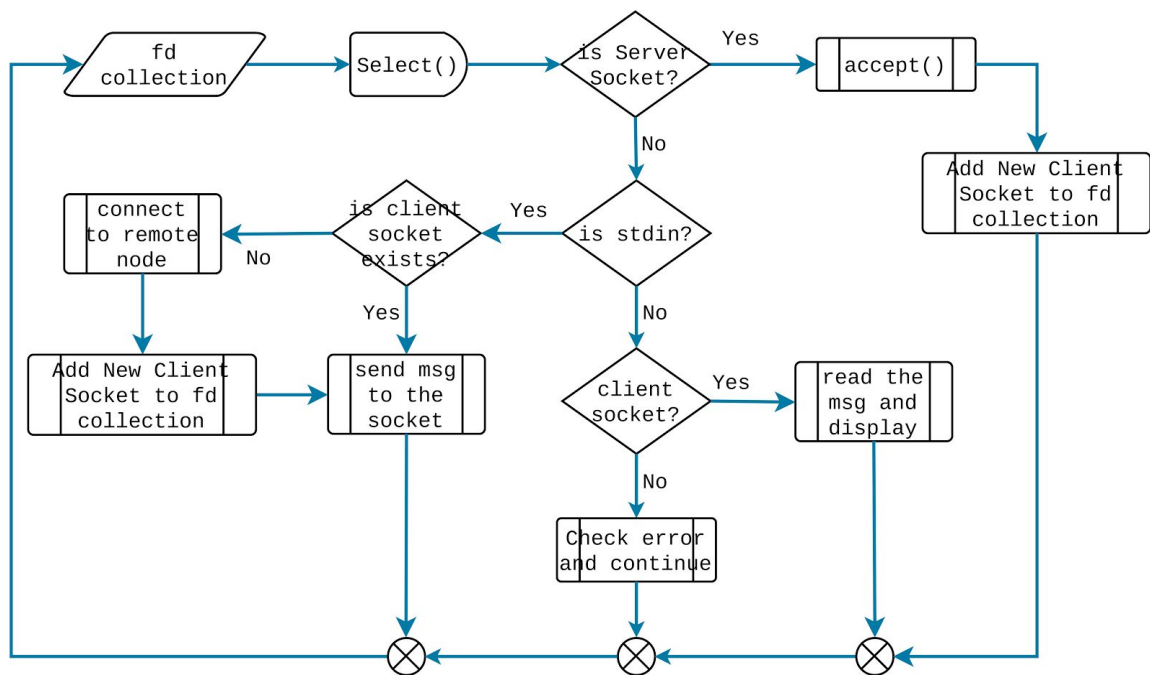 fd
collection
Select()
is Server
Socket?
Yes
accept()
No
Add New Client
Socket to fd
collection
connect
to remote
node
No
is client
socket
exists?
Yes
is stdin?
Yes
No
Add New Client
Socket to fd
collection
send msg
to the
socket
client
socket?
Yes
read the
msg and
display
No
Check error
and continue